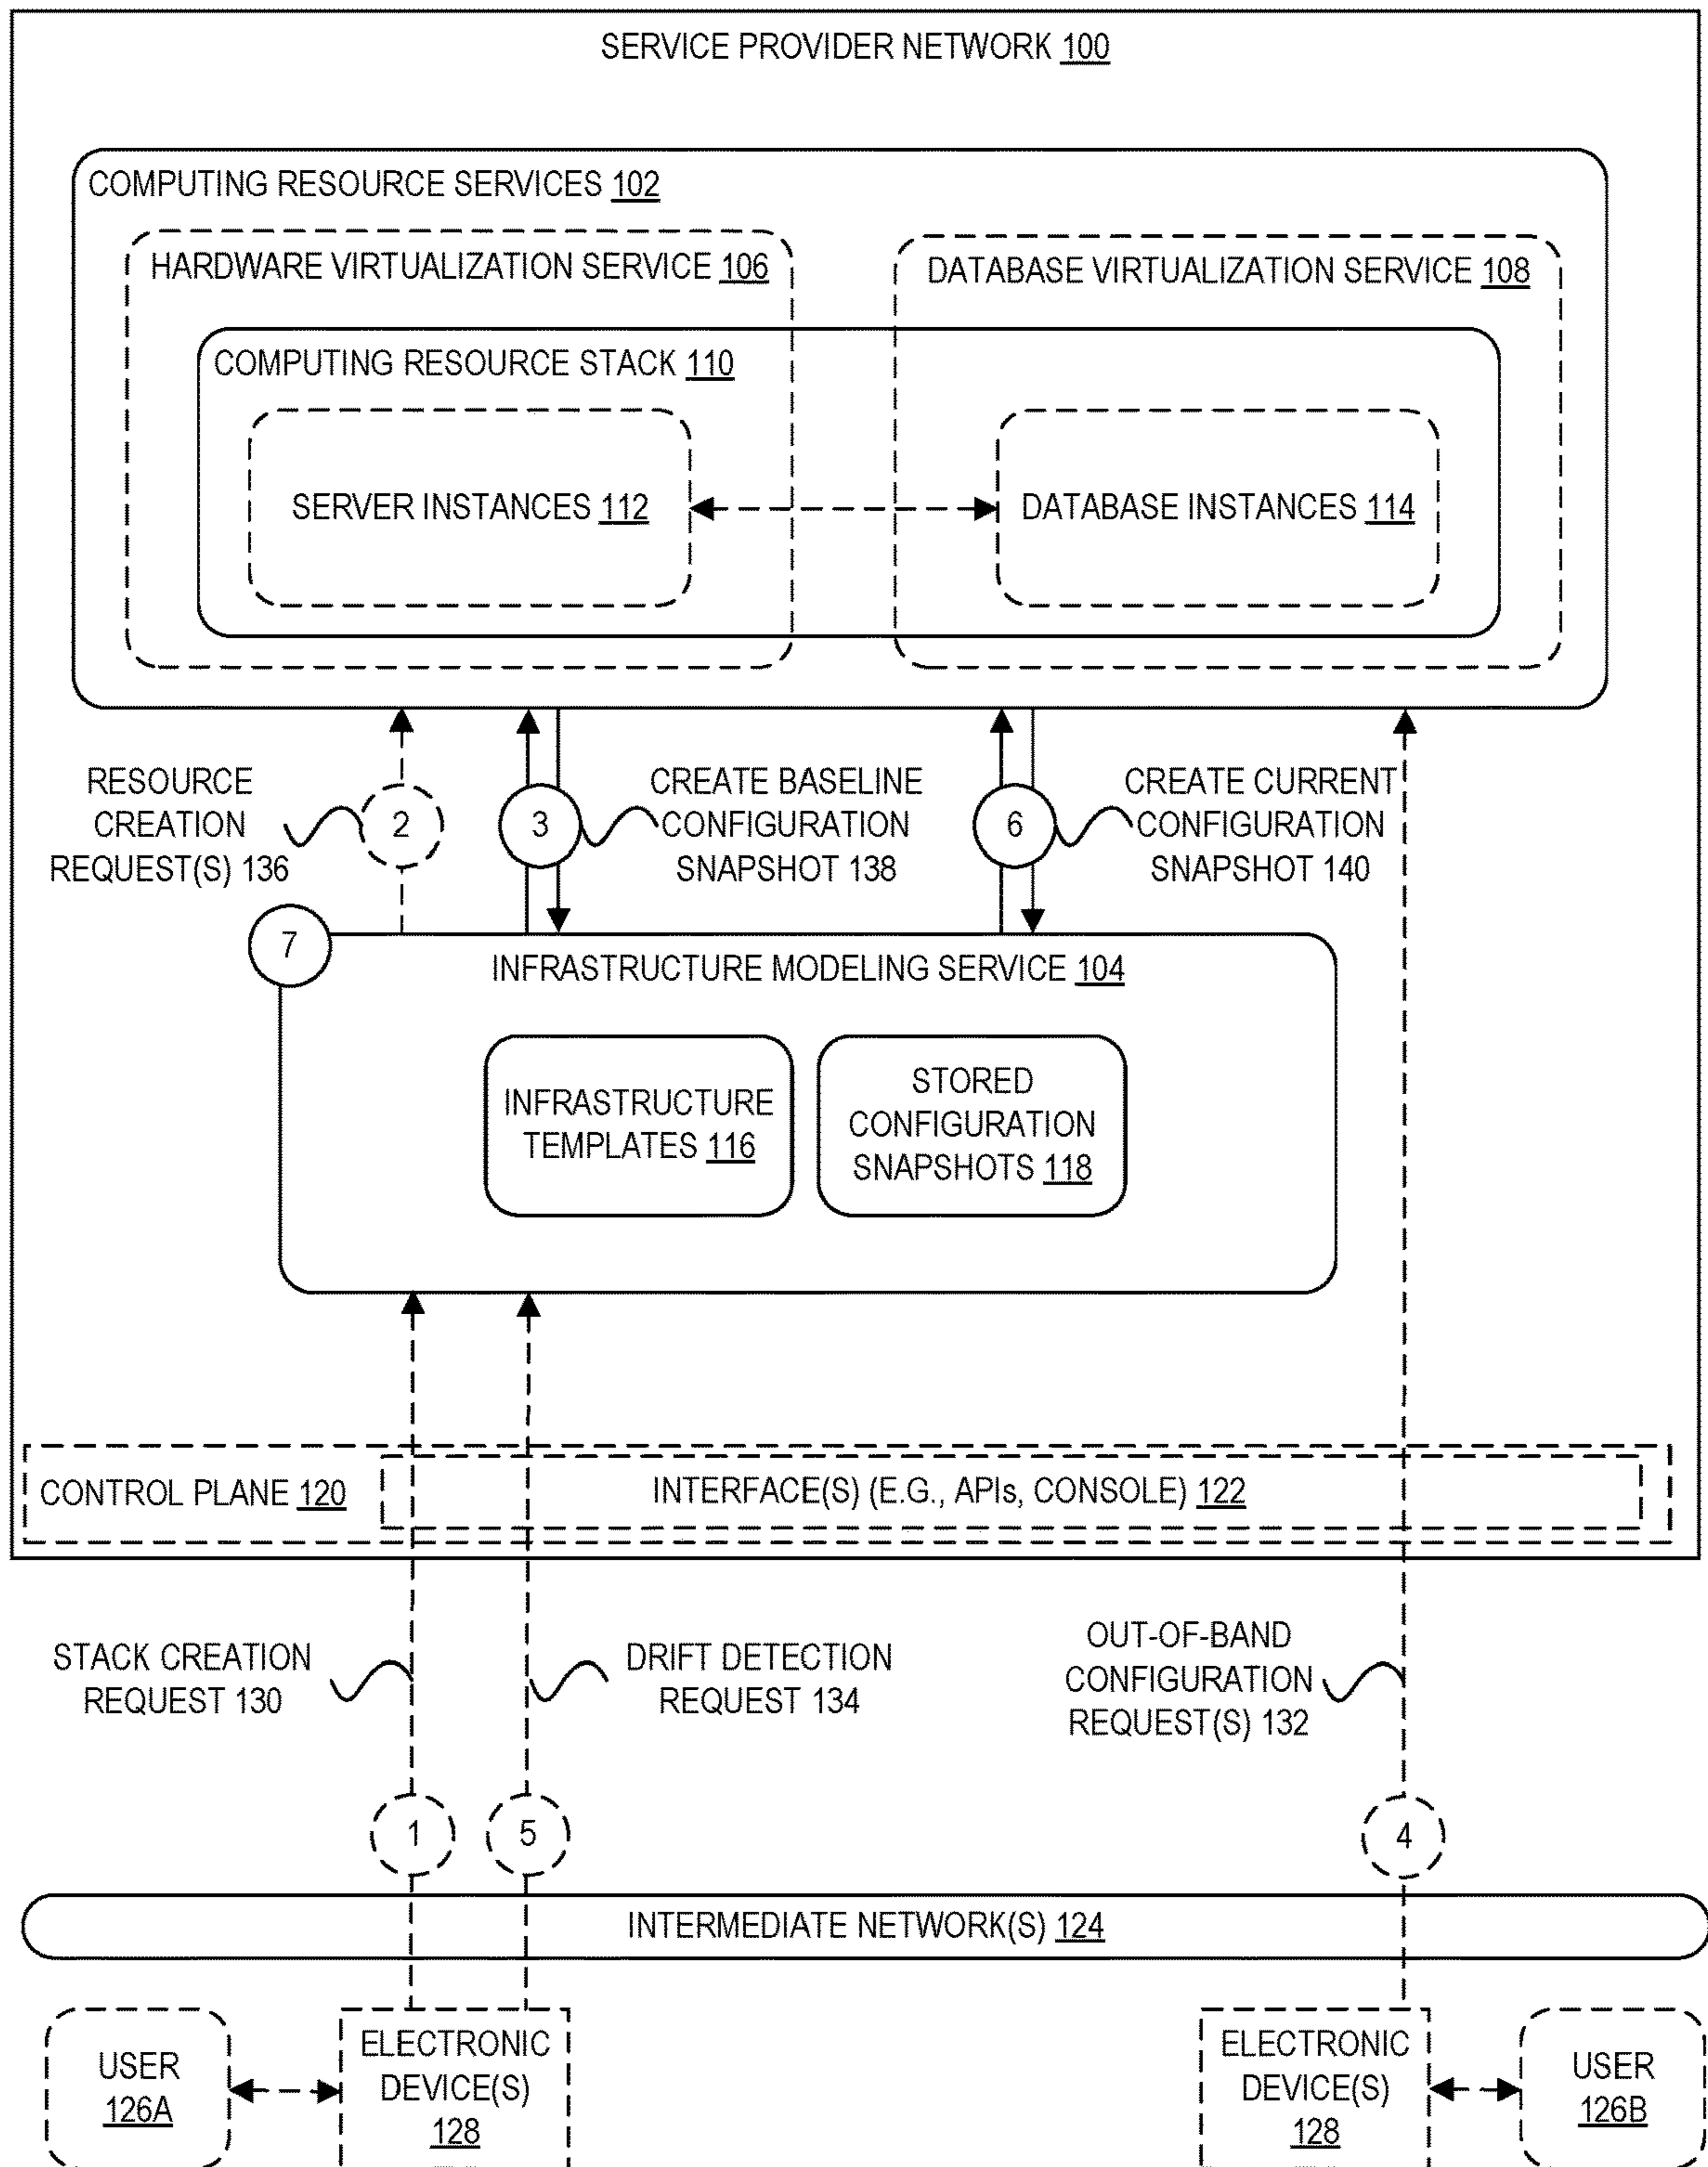 SERVICE PROVIDER NETWORK 100
COMPUTING RESOURCE SERVICES 102
HARDWARE VIRTUALIZATION SERVICE 106
DATABASE VIRTUALIZATION SERVICE 108
COMPUTING RESOURCE STACK 110
SERVER INSTANCES 112
DATABASE INSTANCES 114
RESOURCE
CREATION
REQUEST(S) 136
2
3
CREATE BASELINE
CONFIGURATION
SNAPSHOT 138
6
CREATE CURRENT
CONFIGURATION
SNAPSHOT 140
7
INFRASTRUCTURE MODELING SERVICE 104
INFRASTRUCTURE
TEMPLATES 116
STORED
CONFIGURATION
SNAPSHOTS 118
CONTROL PLANE 120
INTERFACE(S) (E.G., APIs, CONSOLE) 122
STACK CREATION
REQUEST 130
DRIFT DETECTION
REQUEST 134
OUT-OF-BAND
CONFIGURATION
REQUEST(S) 132
1
5
4
INTERMEDIATE NETWORK(S) 124
USER
126A
ELECTRONIC
DEVICE(S)
128
ELECTRONIC
DEVICE(S)
128
USER
126B